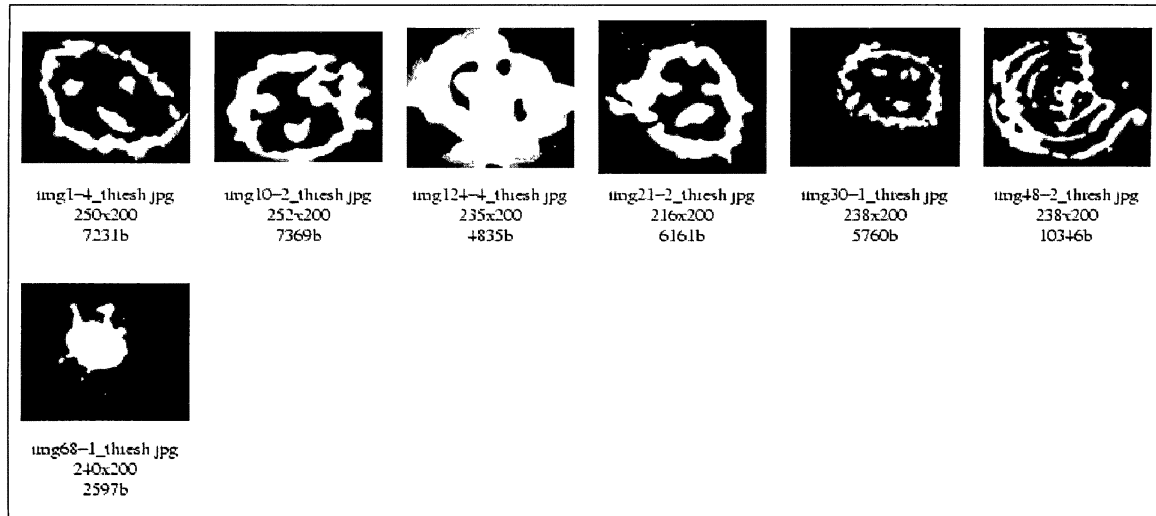 img1-4_thresh.jpg img10-2_thresh.jpg img124-4_thresh.jpg img21-2_thresh.jpg img30-1_thresh.jpg img48-2_thresh.jpg
250x200 252x200 235x200 216x200 238x200 238x200
7231b 7369b 4835b 6161b 5760b 10346b
img68-1_thresh.jpg
240x200
2597b